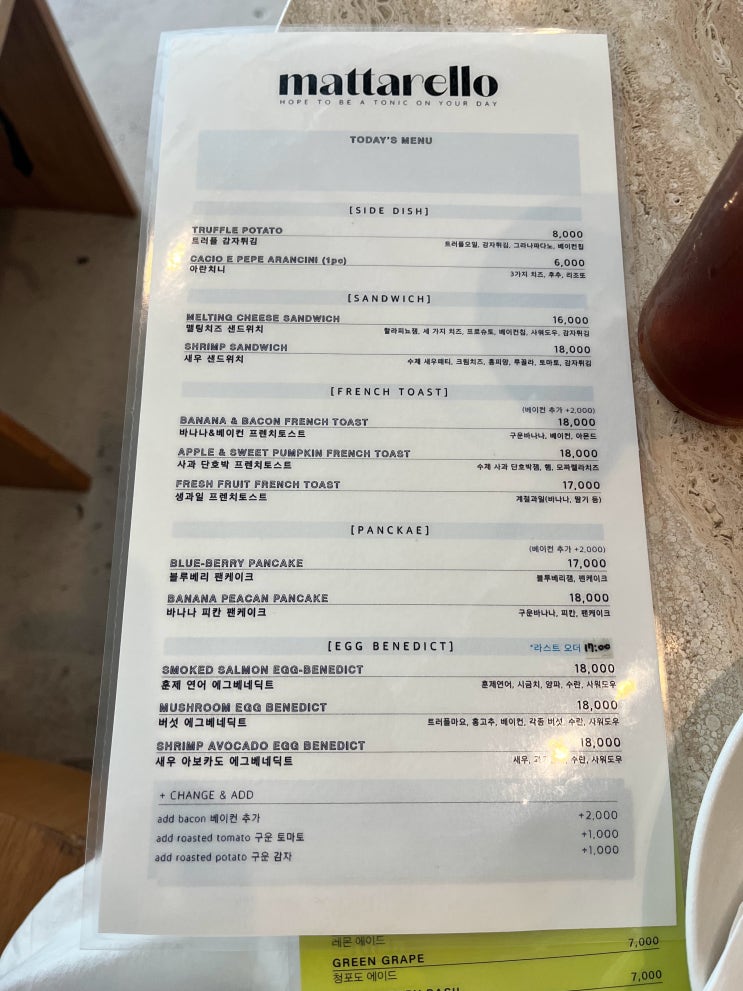 mattarello
HOPE TO BE A TONIC ON YOUR DAY
TODAY'S MENU
[SIDE DISH]
TRUFFLE POTATO 8,000
트러플 감자튀김 트러플오일, 감자튀김, 그라나파다노, 베이컨칩
CACIO E PEPE ARANCINI (1pc) 6,000
아란치니 3가지 치즈, 후추, 리조또
[SANDWICH]
MELTING CHEESE SANDWICH 16,000
멜팅치즈 샌드위치 할라피뇨잼, 세 가지 치즈, 프로슈토, 베이컨칩, 사워도우, 감자튀김
SHRIMP SANDWICH 18,000
새우 샌드위치 수제 새우패티, 크림치즈, 홈피망, 루꼴라, 토마토, 감자튀김
[FRENCH TOAST]
(베이컨 추가 +2,000)
BANANA & BACON FRENCH TOAST 18,000
바나나&베이컨 프렌치토스트 구운바나나, 베이컨, 아몬드
APPLE & SWEET PUMPKIN FRENCH TOAST 18,000
사과 단호박 프렌치토스트 수제 사과 단호박잼, 햄, 모짜렐라치즈
FRESH FRUIT FRENCH TOAST 17,000
생과일 프렌치토스트 계절과일(바나나, 딸기 등)
[PANCKAE]
(베이컨 추가 +2,000)
BLUE-BERRY PANCAKE 17,000
블루베리 팬케이크 블루베리잼, 팬케이크
BANANA PEACAN PANCAKE 18,000
바나나 피칸 팬케이크 구운바나나, 피칸, 팬케이크
[EGG BENEDICT] *라스트 오더 17:00
SMOKED SALMON EGG-BENEDICT 18,000
훈제 연어 에그베네딕트 훈제연어, 시금치, 양파, 수란, 사워도우
MUSHROOM EGG BENEDICT 18,000
버섯 에그베네딕트 트러플마요, 홍고추, 베이컨, 각종 버섯, 수란, 사워도우
SHRIMP AVOCADO EGG BENEDICT 18,000
새우 아보카도 에그베네딕트 새우, 수란, 사워도우
+ CHANGE & ADD
add bacon 베이컨 추가 +2,000
add roasted tomato 구운 토마토 +1,000
add roasted potato 구운 감자 +1,000
레몬 에이드 7,000
GREEN GRAPE
청포도 에이드 7,000